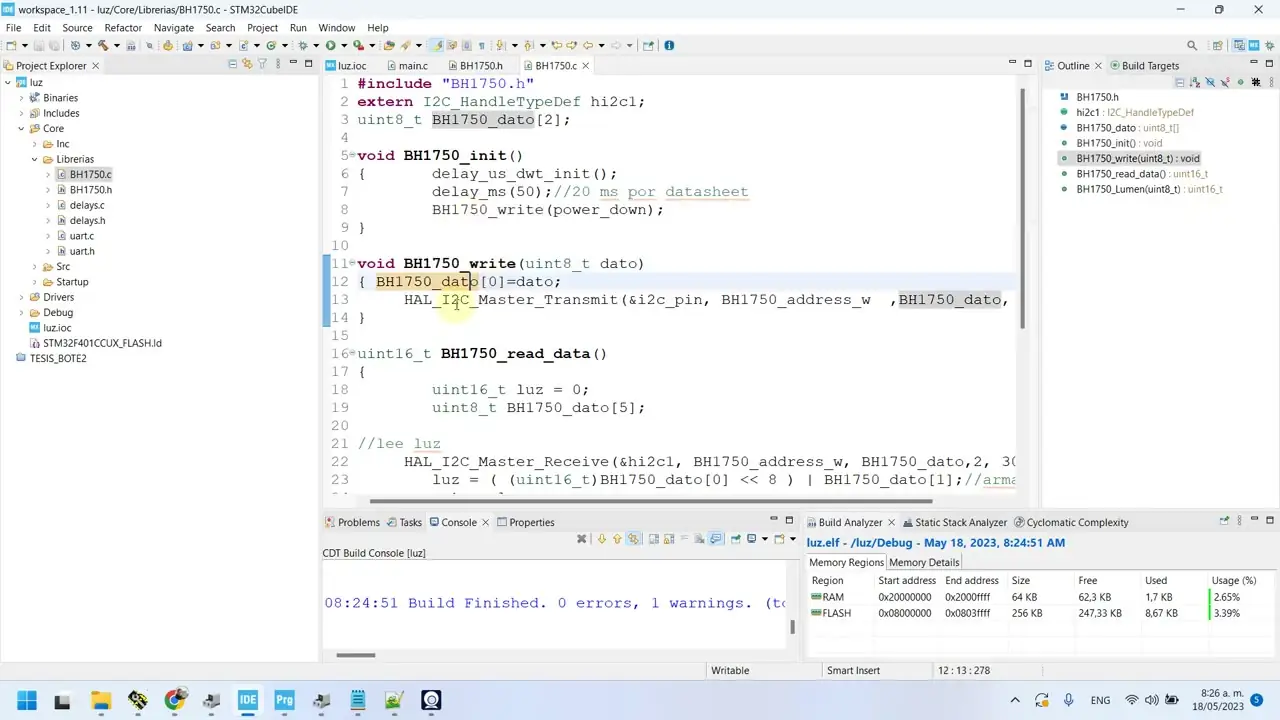 workspace_1.11 - luz/Core/Librerias/BH1750.c - STM32CubeIDE
File Edit Source Refactor Navigate Search Project Run Window Help
Project Explorer
luz
Binaries
Includes
Core
Inc
Librerias
BH1750.c
BH1750.h
delays.c
delays.h
uart.c
uart.h
Src
Startup
Drivers
Debug
luz.ioc
STM32F401CCUX_FLASH.ld
TESIS_BOTE2
luz.ioc main.c BH1750.h BH1750.c
1 #include "BH1750.h"
2 extern I2C_HandleTypeDef hi2c1;
3 uint8_t BH1750_dato[2];
4
5 void BH1750_init()
6 { delay_us_dwt_init();
7 delay_ms(50);//20 ms por datasheet
8 BH1750_write(power_down);
9 }
10
11 void BH1750_write(uint8_t dato)
12 { BH1750_dato[0]=dato;
13 HAL_I2C_Master_Transmit(&i2c_pin, BH1750_address_w ,BH1750_dato,
14 }
15
16 uint16_t BH1750_read_data()
17 {
18 uint16_t luz = 0;
19 uint8_t BH1750_dato[5];
20
21 //lee luz
22 HAL_I2C_Master_Receive(&hi2c1, BH1750_address_w, BH1750_dato,2, 30
23 luz = ( (uint16_t)BH1750_dato[0] << 8 ) | BH1750_dato[1];//arma
Outline Build Targets
BH1750.h
hi2c1 : I2C_HandleTypeDef
BH1750_dato : uint8_t[]
BH1750_init() : void
BH1750_write(uint8_t) : void
BH1750_read_data() : uint16_t
BH1750_Lumen(uint8_t) : uint16_t
Problems Tasks Console Properties
CDT Build Console [luz]
08:24:51 Build Finished. 0 errors, 1 warnings. (to
Build Analyzer Static Stack Analyzer Cyclomatic Complexity
luz.elf - /luz/Debug - May 18, 2023, 8:24:51 AM
Memory Regions Memory Details
Region Start address End address Size Free Used Usage (%)
RAM 0x20000000 0x2000ffff 64 KB 62,3 KB 1,7 KB 2.65%
FLASH 0x08000000 0x0803ffff 256 KB 247,33 KB 8,67 KB 3.39%
Writable Smart Insert 12 : 13 : 278
IDE Prg ENG 8:26 a. m.
18/05/2023 5